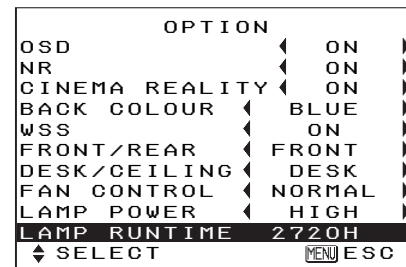 OPTION
OSD ON
NR ON
CINEMA REALITY ON
BACK COLOUR BLUE
WSS ON
FRONT/REAR FRONT
DESK/CEILING DESK
FAN CONTROL NORMAL
LAMP POWER HIGH
LAMP RUNTIME 2720H
SELECT MENU ESC